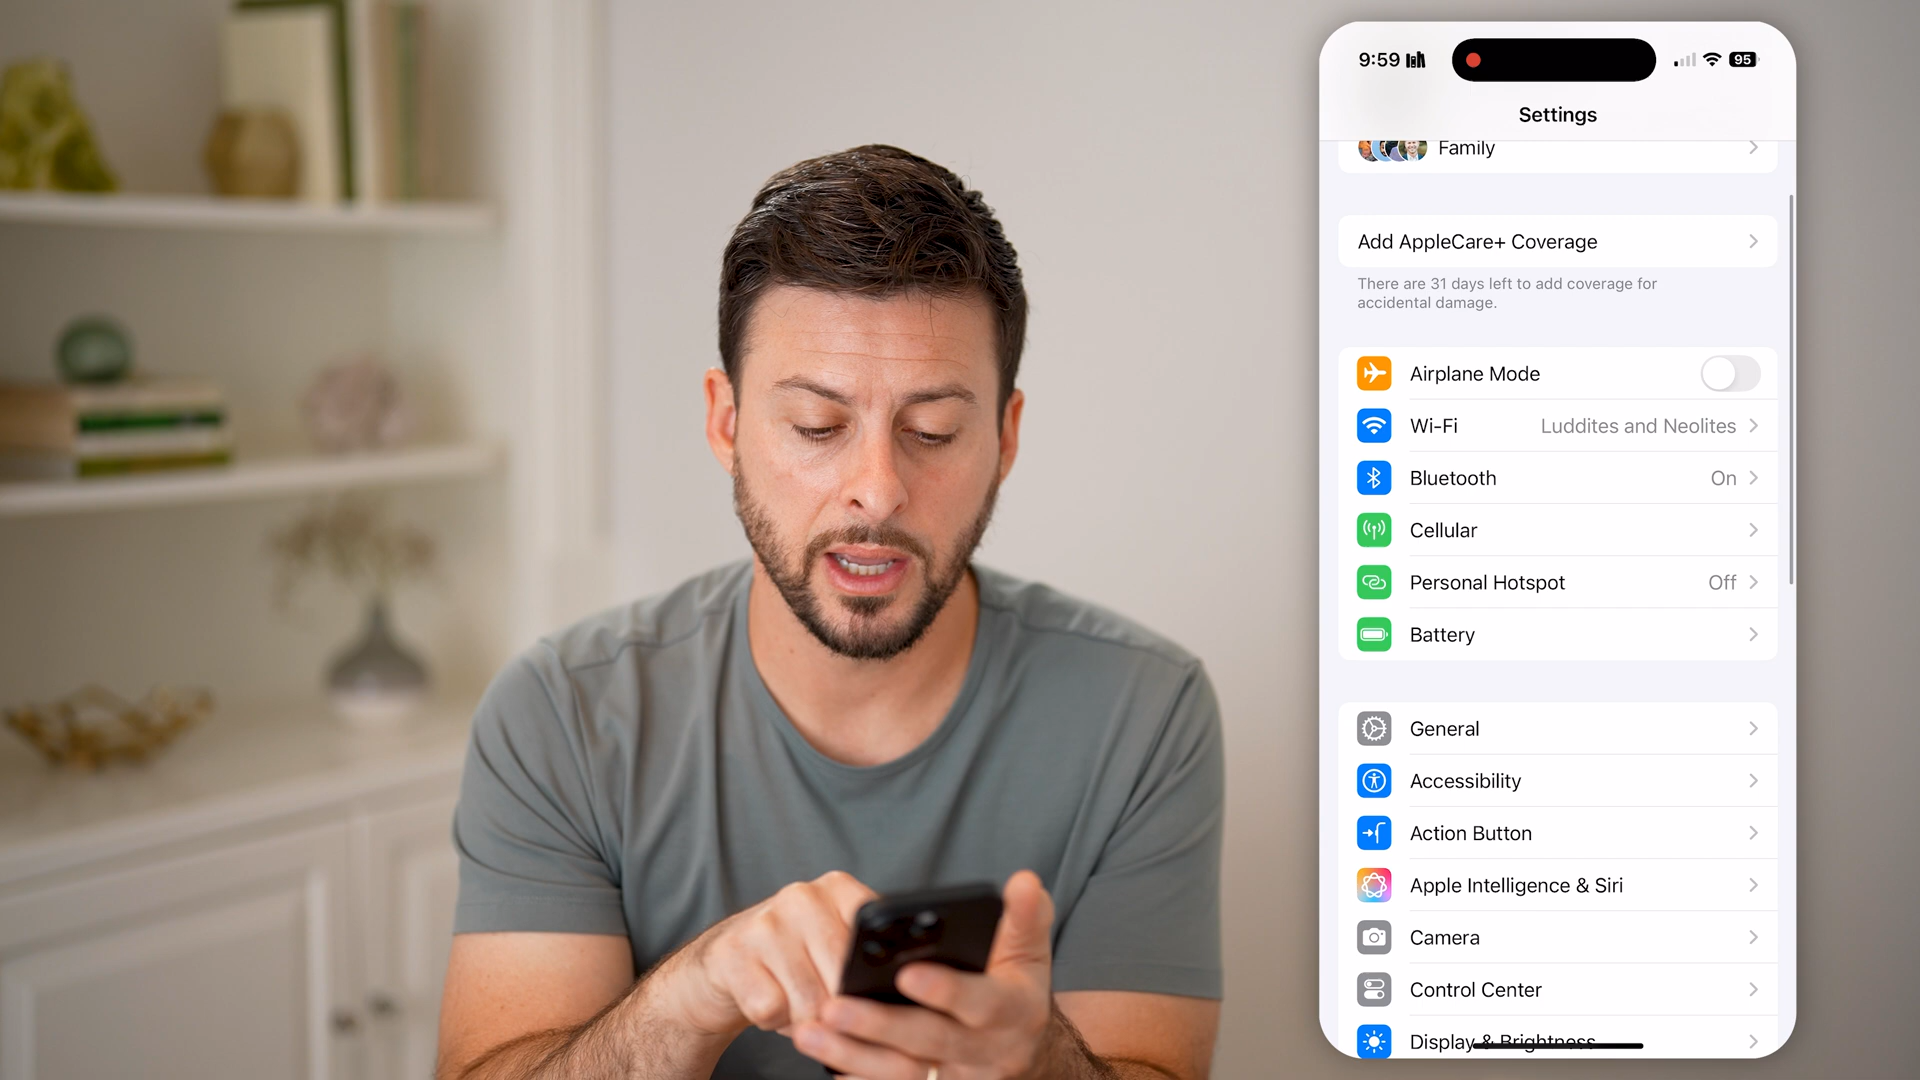 9:59
95
Settings
Family
Add AppleCare+ Coverage
There are 31 days left to add coverage for
accidental damage.
Airplane Mode
Wi-Fi Luddites and Neolites
Bluetooth On
Cellular
Personal Hotspot Off
Battery
General
Accessibility
Action Button
Apple Intelligence & Siri
Camera
Control Center
Display & Brightness